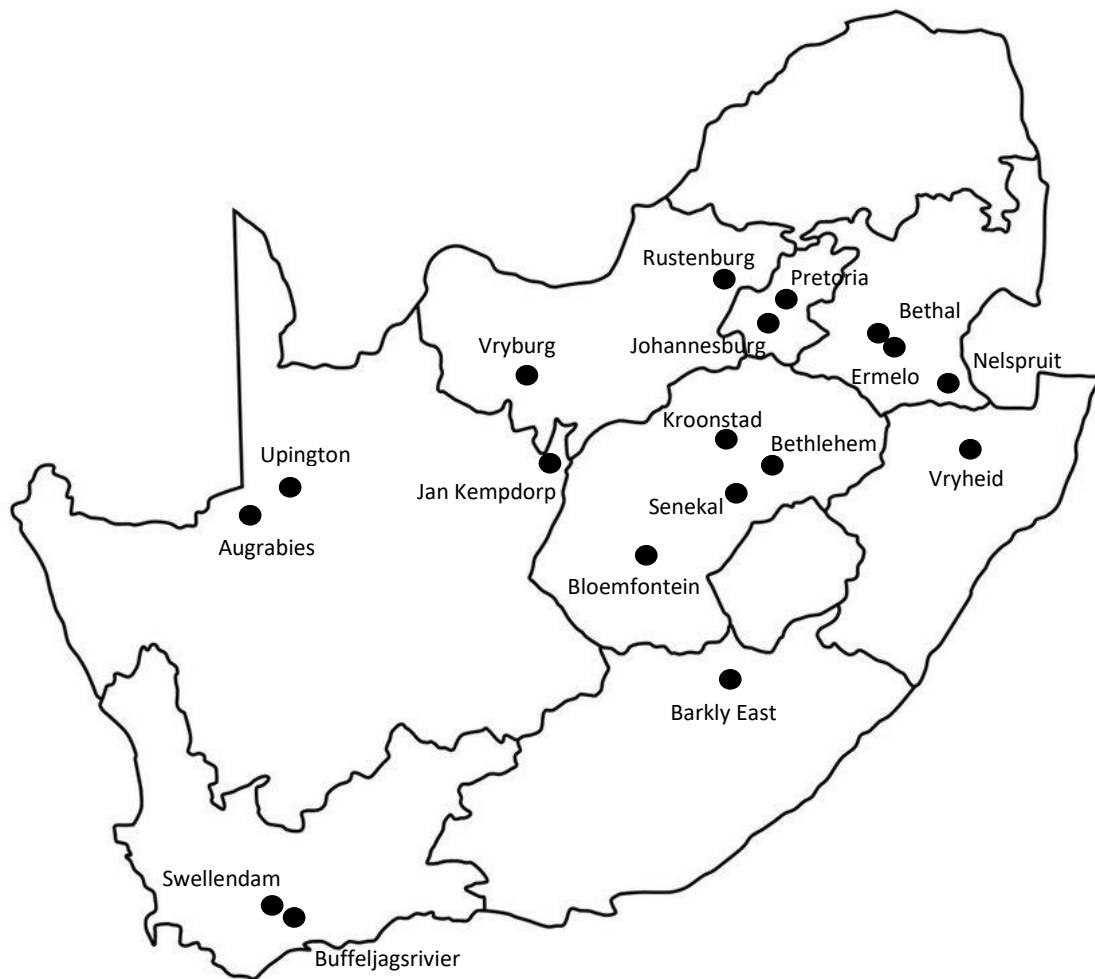 Rustenburg
Pretoria
Bethal
Johannesburg
Vryburg
Nelspruit
Ermelo
Kroonstad
Bethlehem
Upington
Vryheid
Jan Kempdorp
Senekal
Augrabies
Bloemfontein
Barkly East
Swellendam
Buffeljagsrivier